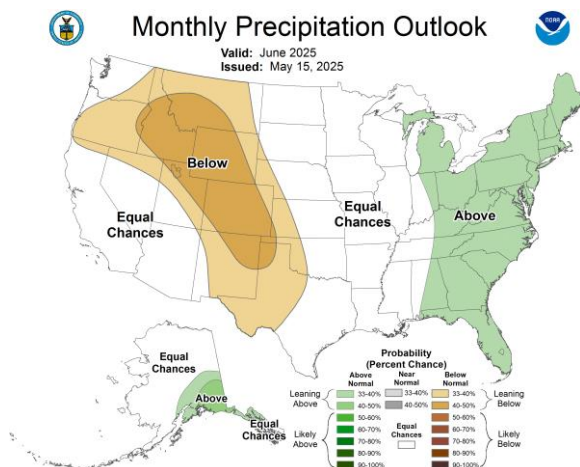 Monthly Precipitation Outlook
NOAA
Valid: June 2025
Issued: May 15, 2025
Below
Equal
Chances
Equal
Chances
Above
Equal
Chances
Above
Equal
Chances
Probability
(Percent Chance)
Above
Normal
Near
Normal
Below
Normal
Leaning
Above
33-40%
40-50%
33-40%
40-50%
33-40%
40-50%
Leaning
Below
Likely
Above
50-60%
60-70%
70-80%
80-90%
90-100%
Equal
Chances
50-60%
60-70%
70-80%
80-90%
90-100%
Likely
Below